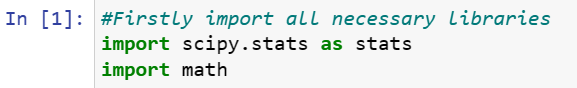 In [1]: #Firstly import all necessary libraries
import scipy.stats as stats
import math